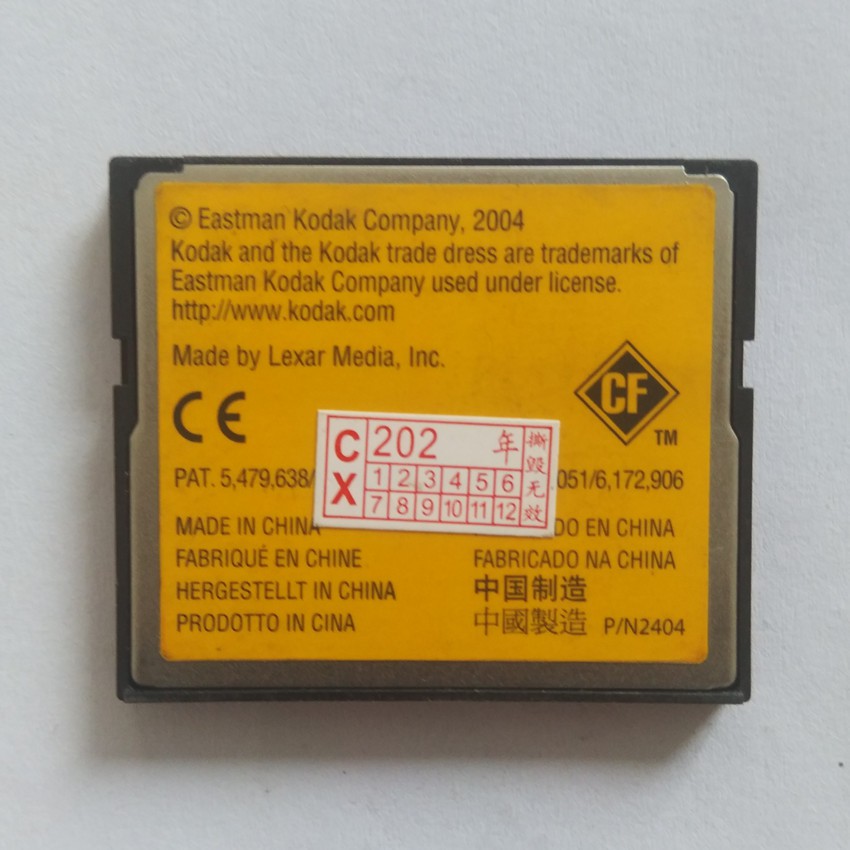 © Eastman Kodak Company, 2004
Kodak and the Kodak trade dress are trademarks of
Eastman Kodak Company used under license.
http://www.kodak.com
Made by Lexar Media, Inc.
CE
CF
TM
CX
202 年
1 2 3 4 5 6
7 8 9 10 11 12
撕毁无效
PAT. 5,479,638/ 051/6,172,906
MADE IN CHINA DO EN CHINA
FABRIQUÉ EN CHINE FABRICADO NA CHINA
HERGESTELLT IN CHINA 中国制造
PRODOTTO IN CINA 中國製造 P/N2404